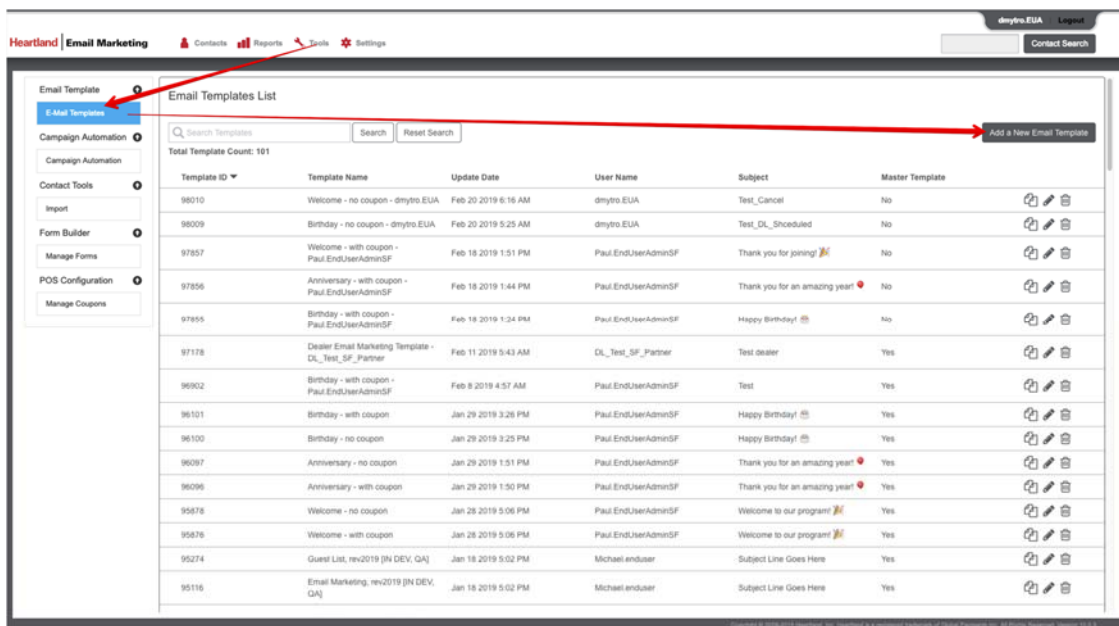 dmytro.EUA Logout
Heartland Email Marketing Contacts Reports Tools Settings Contact Search
Email Template
E-Mail Templates
Campaign Automation
Campaign Automation
Contact Tools
Import
Form Builder
Manage Forms
POS Configuration
Manage Coupons
Email Templates List
Search Templates Search Reset Search Add a New Email Template
Total Template Count: 101
Template ID Template Name Update Date User Name Subject Master Template
98010 Welcome - no coupon - dmytro.EUA Feb 20 2019 6:16 AM dmytro.EUA Test_Cancel No
98009 Birthday - no coupon - dmytro.EUA Feb 20 2019 5:25 AM dmytro.EUA Test_DL_Shceduled No
97857 Welcome - with coupon - Feb 18 2019 1:51 PM Paul.EndUserAdminSF Thank you for joining! No
Paul.EndUserAdminSF
97856 Anniversary - with coupon - Feb 18 2019 1:44 PM Paul.EndUserAdminSF Thank you for an amazing year! No
Paul.EndUserAdminSF
97855 Birthday - with coupon - Feb 18 2019 1:24 PM Paul.EndUserAdminSF Happy Birthday! No
Paul.EndUserAdminSF
97178 Dealer Email Marketing Template - Feb 11 2019 5:43 AM DL_Test_SF_Partner Test dealer Yes
DL_Test_SF_Partner
96902 Birthday - with coupon - Feb 8 2019 4:57 AM Paul.EndUserAdminSF Test Yes
Paul.EndUserAdminSF
96101 Birthday - with coupon Jan 29 2019 3:26 PM Paul.EndUserAdminSF Happy Birthday! Yes
96100 Birthday - no coupon Jan 29 2019 3:25 PM Paul.EndUserAdminSF Happy Birthday! Yes
96097 Anniversary - no coupon Jan 29 2019 1:51 PM Paul.EndUserAdminSF Thank you for an amazing year! Yes
96096 Anniversary - with coupon Jan 29 2019 1:50 PM Paul.EndUserAdminSF Thank you for an amazing year! Yes
95878 Welcome - no coupon Jan 28 2019 5:06 PM Paul.EndUserAdminSF Welcome to our program! Yes
95876 Welcome - with coupon Jan 28 2019 5:06 PM Paul.EndUserAdminSF Welcome to our program! Yes
95274 Guest List, rev2019 [IN DEV, QA] Jan 18 2019 5:02 PM Michael.enduser Subject Line Goes Here Yes
95116 Email Marketing, rev2019 [IN DEV, Jan 18 2019 5:02 PM Michael.enduser Subject Line Goes Here Yes
QA]